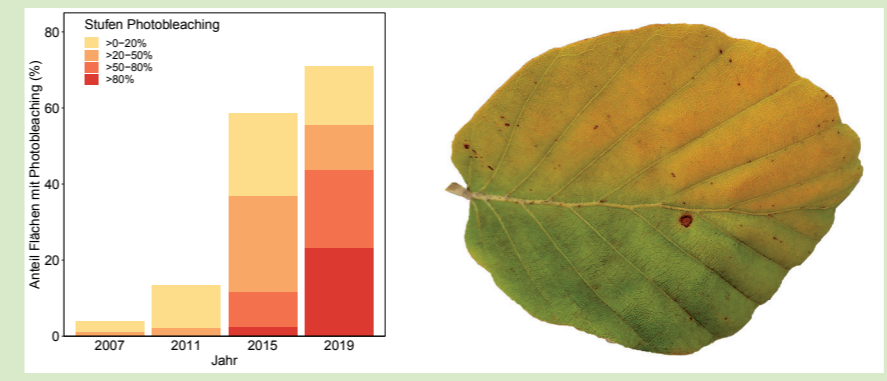 Stufen Photobleaching
>0−20%
>20−50%
>50−80%
>80%
Anteil Flächen mit Photobleaching (%)
80
60
40
20
0
2007 2011 2015 2019
Jahr